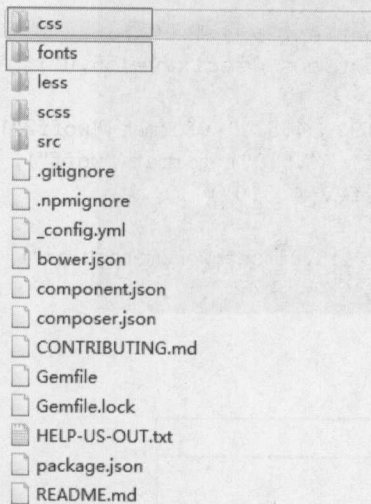 css
fonts
less
scss
src
.gitignore
.npmignore
_config.yml
bower.json
component.json
composer.json
CONTRIBUTING.md
Gemfile
Gemfile.lock
HELP-US-OUT.txt
package.json
README.md